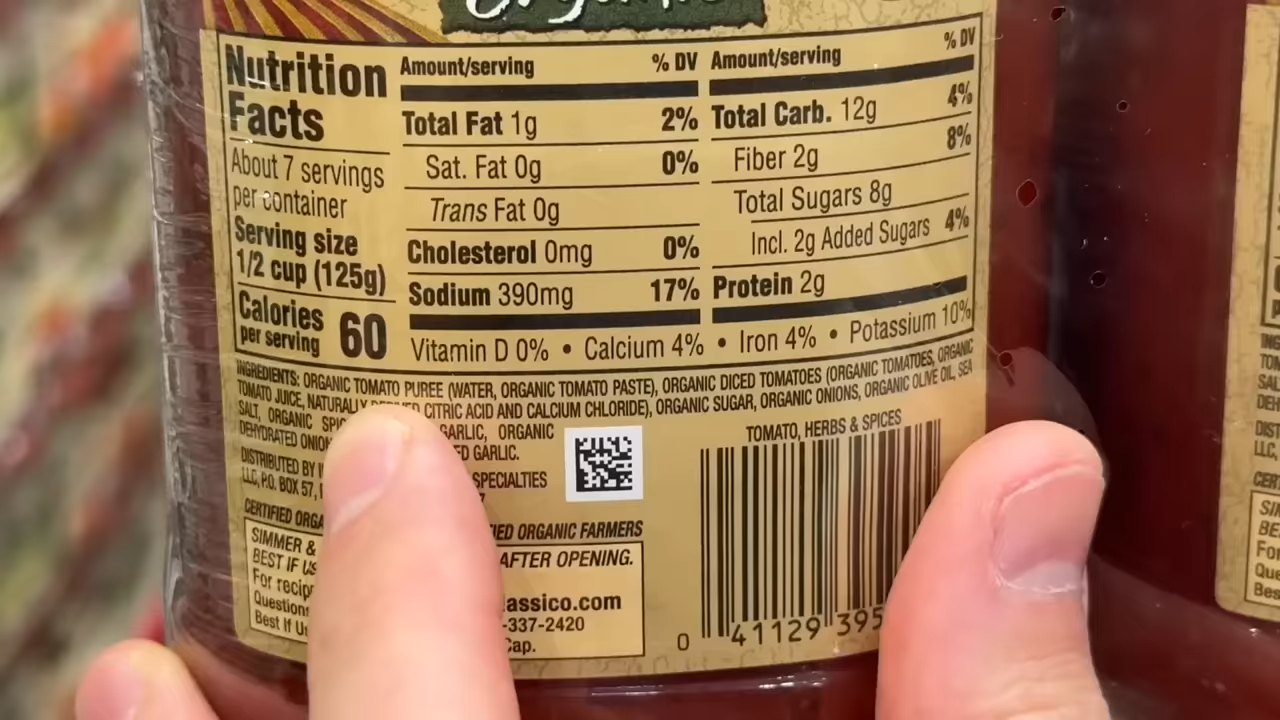 Organic
Nutrition
Facts
About 7 servings
per container
Serving size
1/2 cup (125g)
Calories
per serving 60
Amount/serving % DV
Total Fat 1g 2%
Sat. Fat 0g 0%
Trans Fat 0g
Cholesterol 0mg 0%
Sodium 390mg 17%
Amount/serving % DV
Total Carb. 12g 4%
Fiber 2g 8%
Total Sugars 8g
Incl. 2g Added Sugars 4%
Protein 2g
Vitamin D 0% • Calcium 4% • Iron 4% • Potassium 10%
INGREDIENTS: ORGANIC TOMATO PUREE (WATER, ORGANIC TOMATO PASTE), ORGANIC DICED TOMATOES (ORGANIC TOMATOES, ORGANIC
TOMATO JUICE, NATURALLY DERIVED CITRIC ACID AND CALCIUM CHLORIDE), ORGANIC SUGAR, ORGANIC ONIONS, ORGANIC OLIVE OIL, SEA
SALT, ORGANIC SPIC GARLIC, ORGANIC
DEHYDRATED ONION ED GARLIC.
DISTRIBUTED BY SPECIALTIES
LLC, P.O. BOX 57, 7
CERTIFIED ORGA IED ORGANIC FARMERS
SIMMER & AFTER OPENING.
BEST IF US
For recip assico.com
Question -337-2420
Best If Us Cap.
TOMATO, HERBS & SPICES
0 41129 395